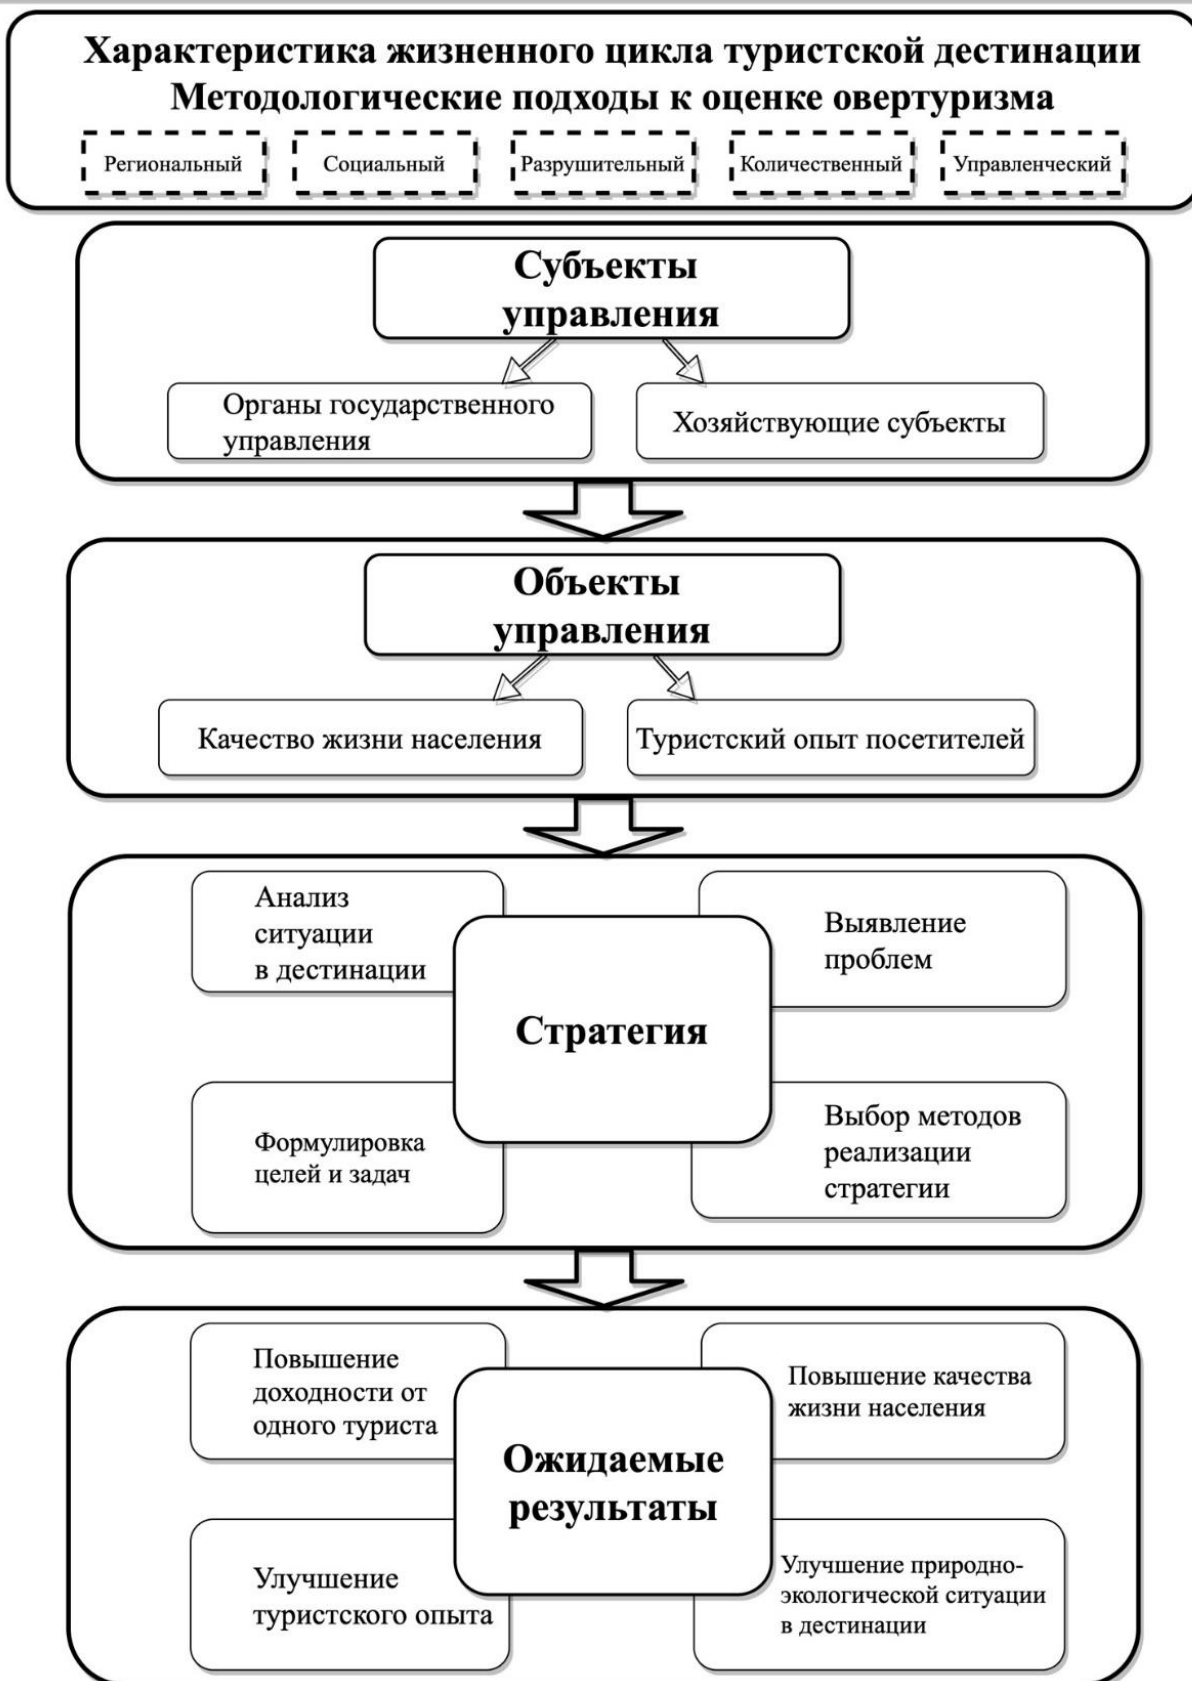 Характеристика жизненного цикла туристской дестинации
Методологические подходы к оценке овертуризма
Региональный
Социальный
Разрушительный
Количественный
Управленческий
Субъекты
управления
Органы государственного
управления
Хозяйствующие субъекты
Объекты
управления
Качество жизни населения
Туристский опыт посетителей
Анализ
ситуации
в дестинации
Выявление
проблем
Стратегия
Формулировка
целей и задач
Выбор методов
реализации
стратегии
Повышение
доходности от
одного туриста
Повышение качества
жизни населения
Ожидаемые
результаты
Улучшение
туристского опыта
Улучшение природно-
экологической ситуации
в дестинации